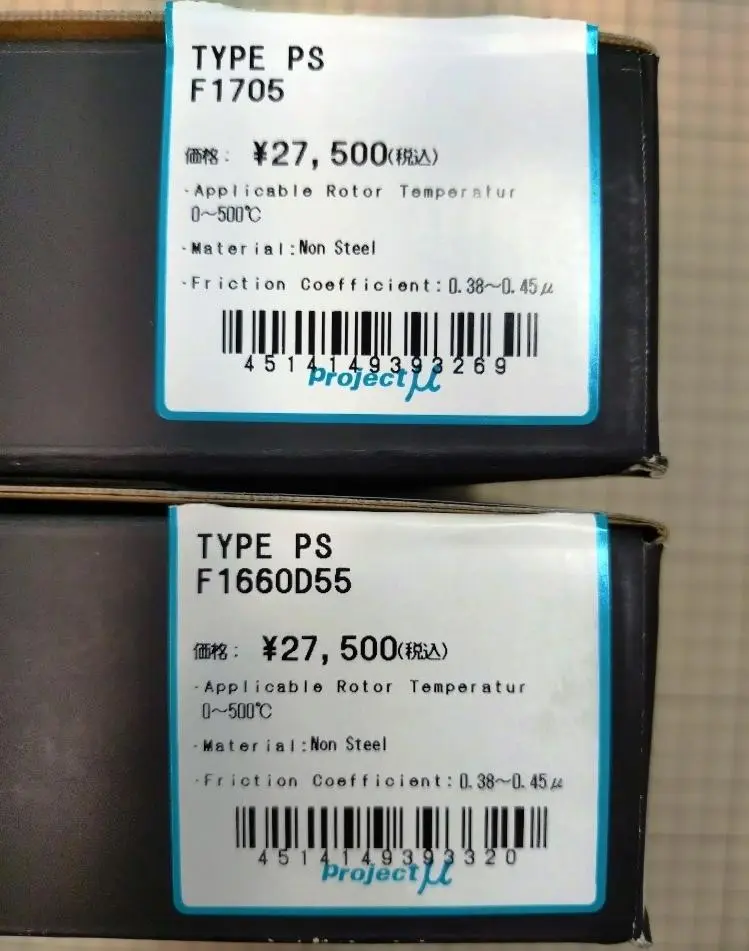 TYPE PS
F1705
価格: ¥27,500(税込)
·Applicable Rotor Temperatur
0～500℃
·Material:Non Steel
·Friction Coefficient:0.38～0.45μ
4514149393269
Projectμ
TYPE PS
F1660D55
価格: ¥27,500(税込)
·Applicable Rotor Temperatur
0～500℃
·Material:Non Steel
·Friction Coefficient:0.38～0.45μ
4514149393320
Projectμ